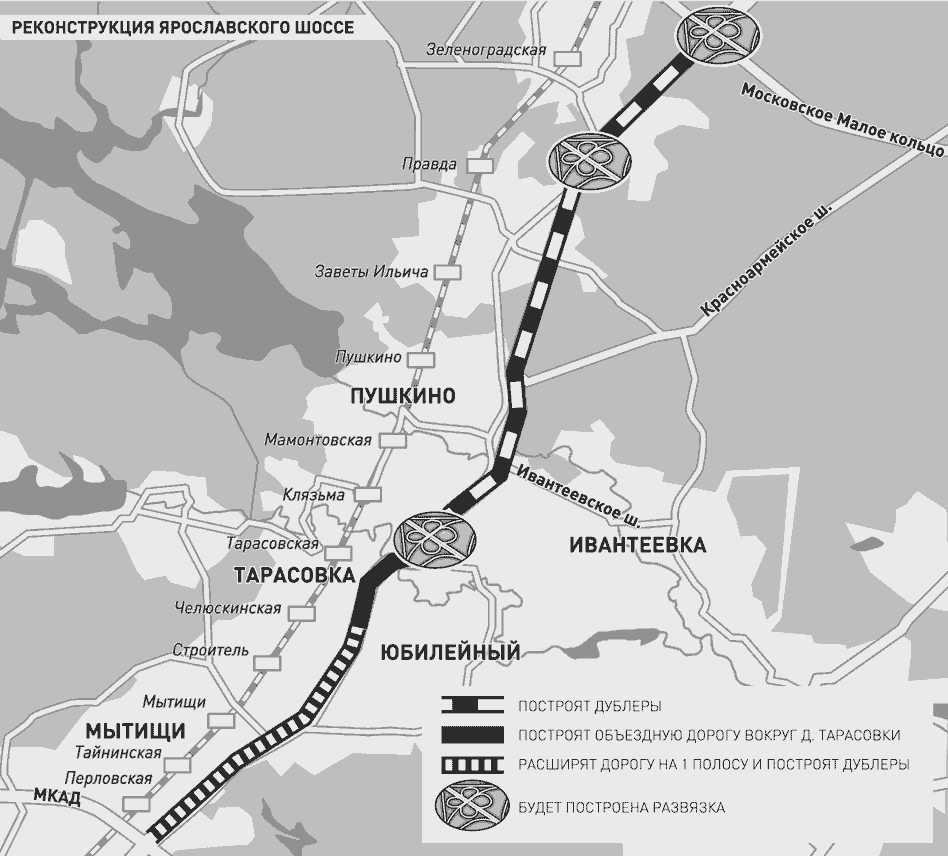 РЕКОНСТРУКЦИЯ ЯРОСЛАВСКОГО ШОССЕ
Зеленоградская
Московское Малое кольцо
Правда
Красноармейское ш.
Заветы Ильича
Пушкино
ПУШКИНО
Мамонтовская
Клязьма
Ивантеевское ш.
Тарасовская
ИВАНТЕЕВКА
ТАРАСОВКА
Челюскинская
Строитель
ЮБИЛЕЙНЫЙ
Мытищи
МЫТИЩИ
Тайнинская
Перловская
МКАД
ПОСТРОЯТ ДУБЛЕРЫ
ПОСТРОЯТ ОБЪЕЗДНУЮ ДОРОГУ ВОКРУГ Д. ТАРАСОВКИ
РАСШИРЯТ ДОРОГУ НА 1 ПОЛОСУ И ПОСТРОЯТ ДУБЛЕРЫ
БУДЕТ ПОСТРОЕНА РАЗВЯЗКА